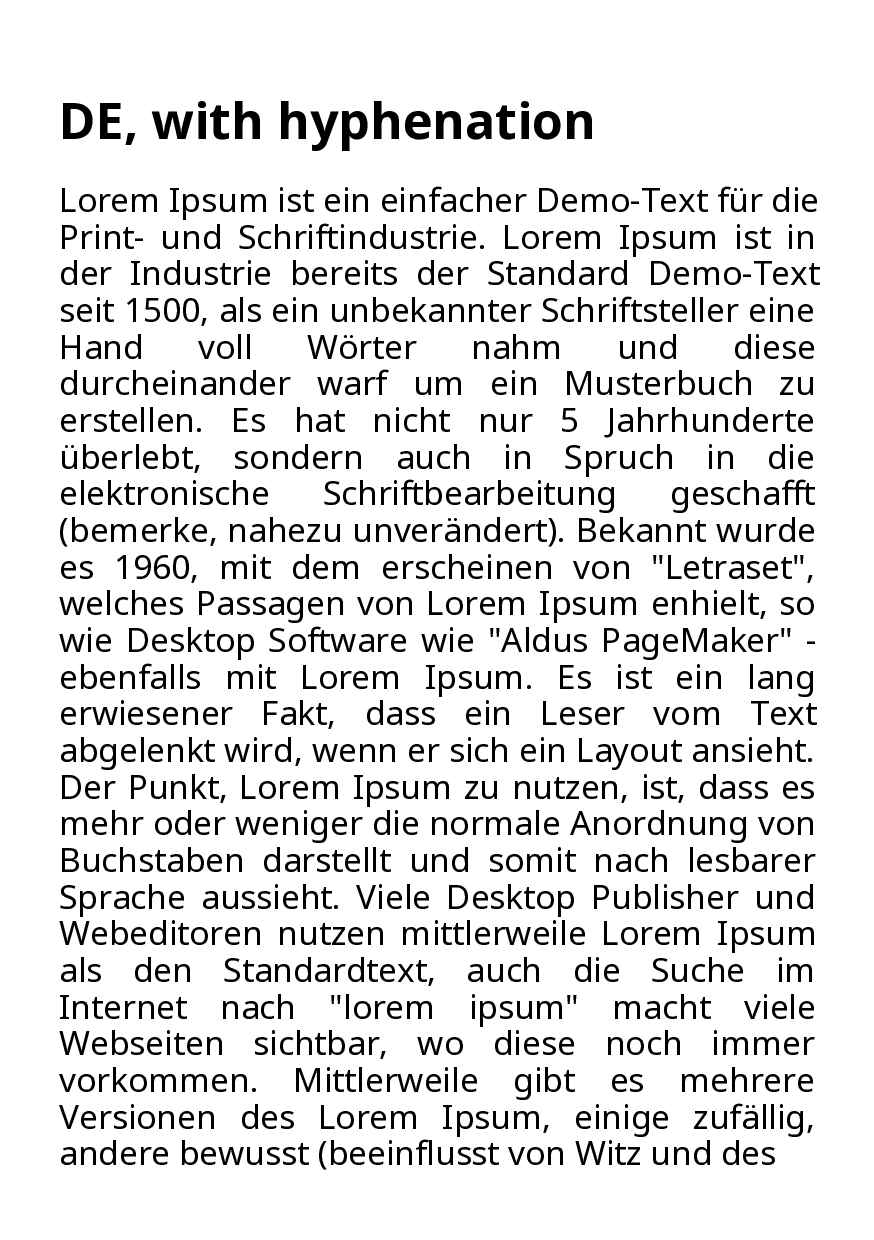 DE, with hyphenation
Lorem Ipsum ist ein einfacher Demo-Text für die
Print- und Schriftindustrie. Lorem Ipsum ist in
der Industrie bereits der Standard Demo-Text
seit 1500, als ein unbekannter Schriftsteller eine
Hand voll Wörter nahm und diese
durcheinander warf um ein Musterbuch zu
erstellen. Es hat nicht nur 5 Jahrhunderte
überlebt, sondern auch in Spruch in die
elektronische Schriftbearbeitung geschafft
(bemerke, nahezu unverändert). Bekannt wurde
es 1960, mit dem erscheinen von "Letraset",
welches Passagen von Lorem Ipsum enhielt, so
wie Desktop Software wie "Aldus PageMaker" -
ebenfalls mit Lorem Ipsum. Es ist ein lang
erwiesener Fakt, dass ein Leser vom Text
abgelenkt wird, wenn er sich ein Layout ansieht.
Der Punkt, Lorem Ipsum zu nutzen, ist, dass es
mehr oder weniger die normale Anordnung von
Buchstaben darstellt und somit nach lesbarer
Sprache aussieht. Viele Desktop Publisher und
Webeditoren nutzen mittlerweile Lorem Ipsum
als den Standardtext, auch die Suche im
Internet nach "lorem ipsum" macht viele
Webseiten sichtbar, wo diese noch immer
vorkommen. Mittlerweile gibt es mehrere
Versionen des Lorem Ipsum, einige zufällig,
andere bewusst (beeinflusst von Witz und des